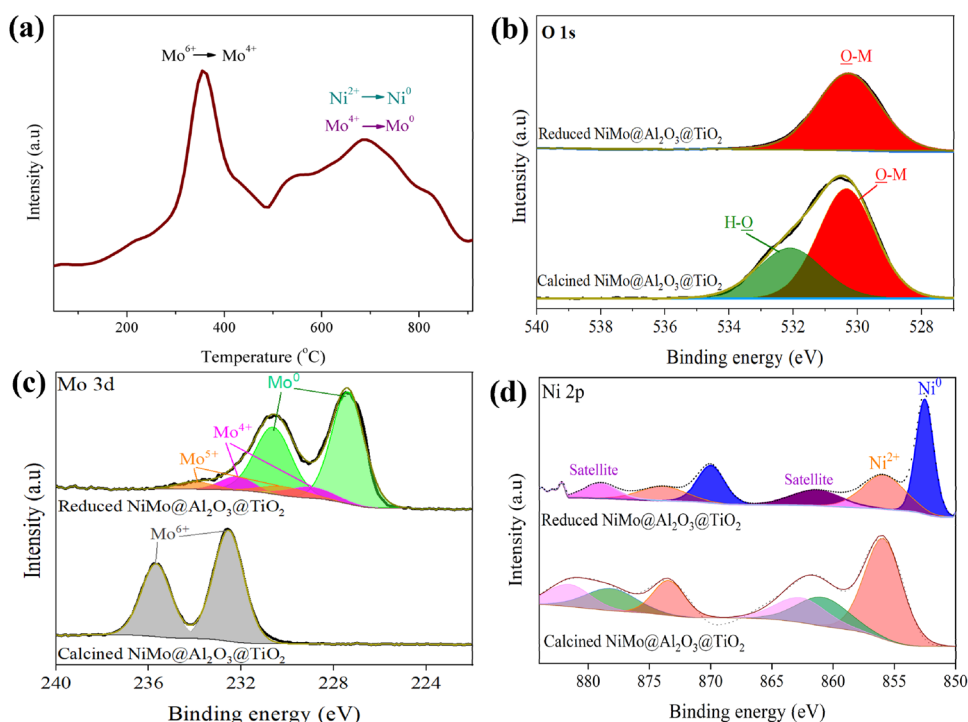 (a)
Mo⁶⁺ → Mo⁴⁺
Ni²⁺ → Ni⁰
Mo⁴⁺ → Mo⁰
Intensity (a.u)
200 400 600 800
Temperature (°C)
(b)
O 1s
O-M
Reduced NiMo@Al₂O₃@TiO₂
O-M
H-O
Calcined NiMo@Al₂O₃@TiO₂
Intensity (a.u)
540 538 536 534 532 530 528
Binding energy (eV)
(c)
Mo 3d
Mo⁰
Mo⁴⁺
Mo⁵⁺
Reduced NiMo@Al₂O₃@TiO₂
Mo⁶⁺
Calcined NiMo@Al₂O₃@TiO₂
Intensity (a.u)
240 236 232 228 224
Binding energy (eV)
(d)
Ni 2p
Ni⁰
Ni²⁺
Satellite
Satellite
Reduced NiMo@Al₂O₃@TiO₂
Calcined NiMo@Al₂O₃@TiO₂
Intensity (a.u)
880 875 870 865 860 855 850
Binding energy (eV)